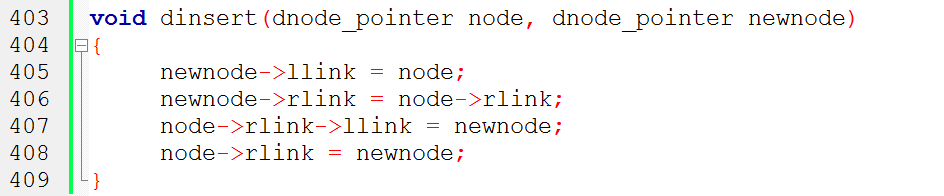 403 void dinsert(dnode_pointer node, dnode_pointer newnode)
404 {
405 newnode->llink = node;
406 newnode->rlink = node->rlink;
407 node->rlink->llink = newnode;
408 node->rlink = newnode;
409 }